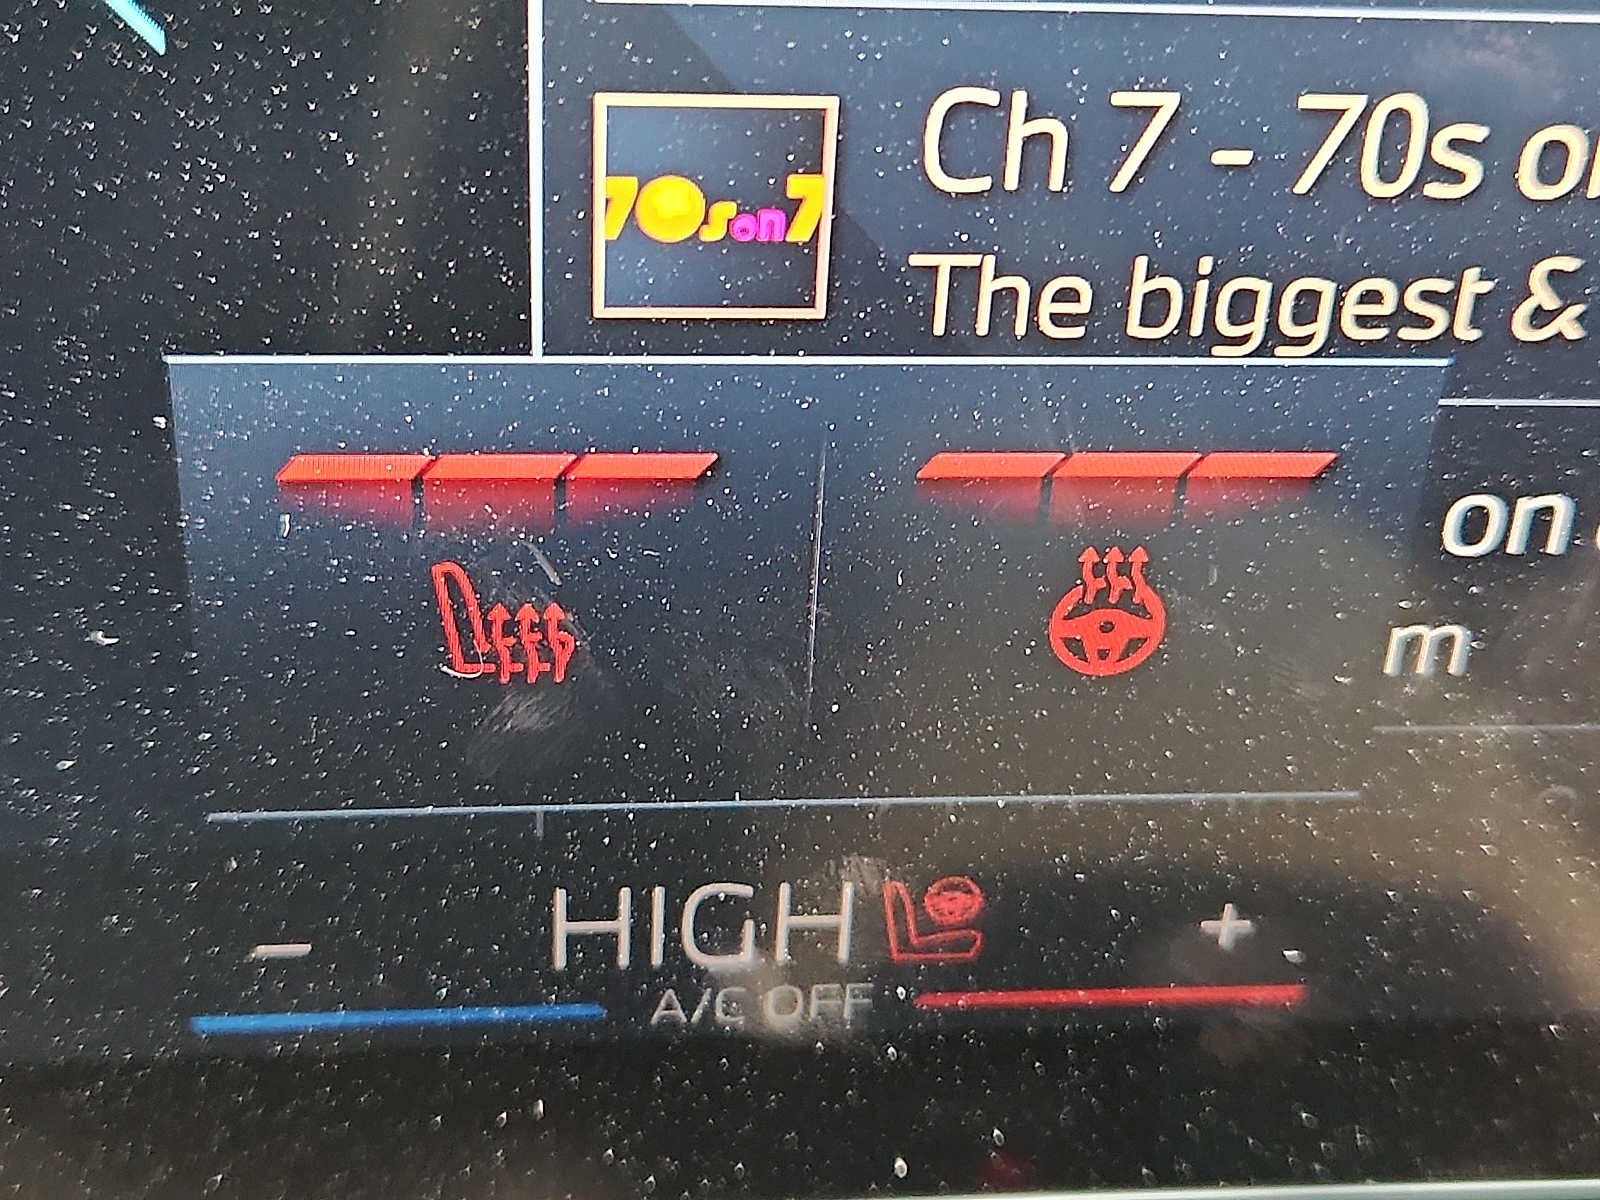 70s on 7
Ch 7 - 70s o
The biggest &
on
m
- HIGH +
A/C OFF